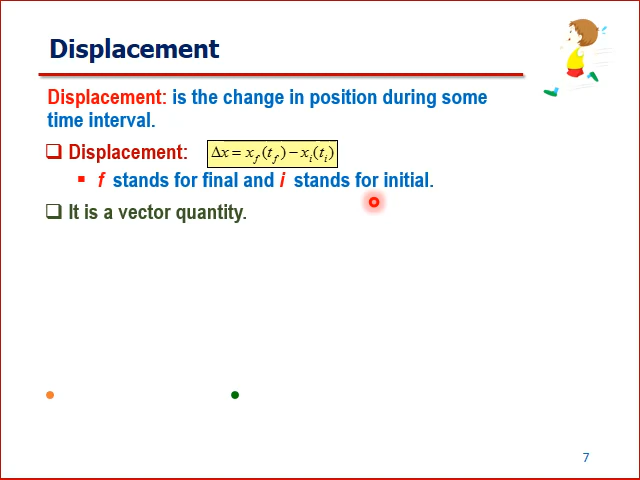 Displacement
Displacement: is the change in position during some
time interval.
❑ Displacement: Δx = x_f(t_f) − x_i(t_i)
▪ f stands for final and i stands for initial.
❑ It is a vector quantity.
7